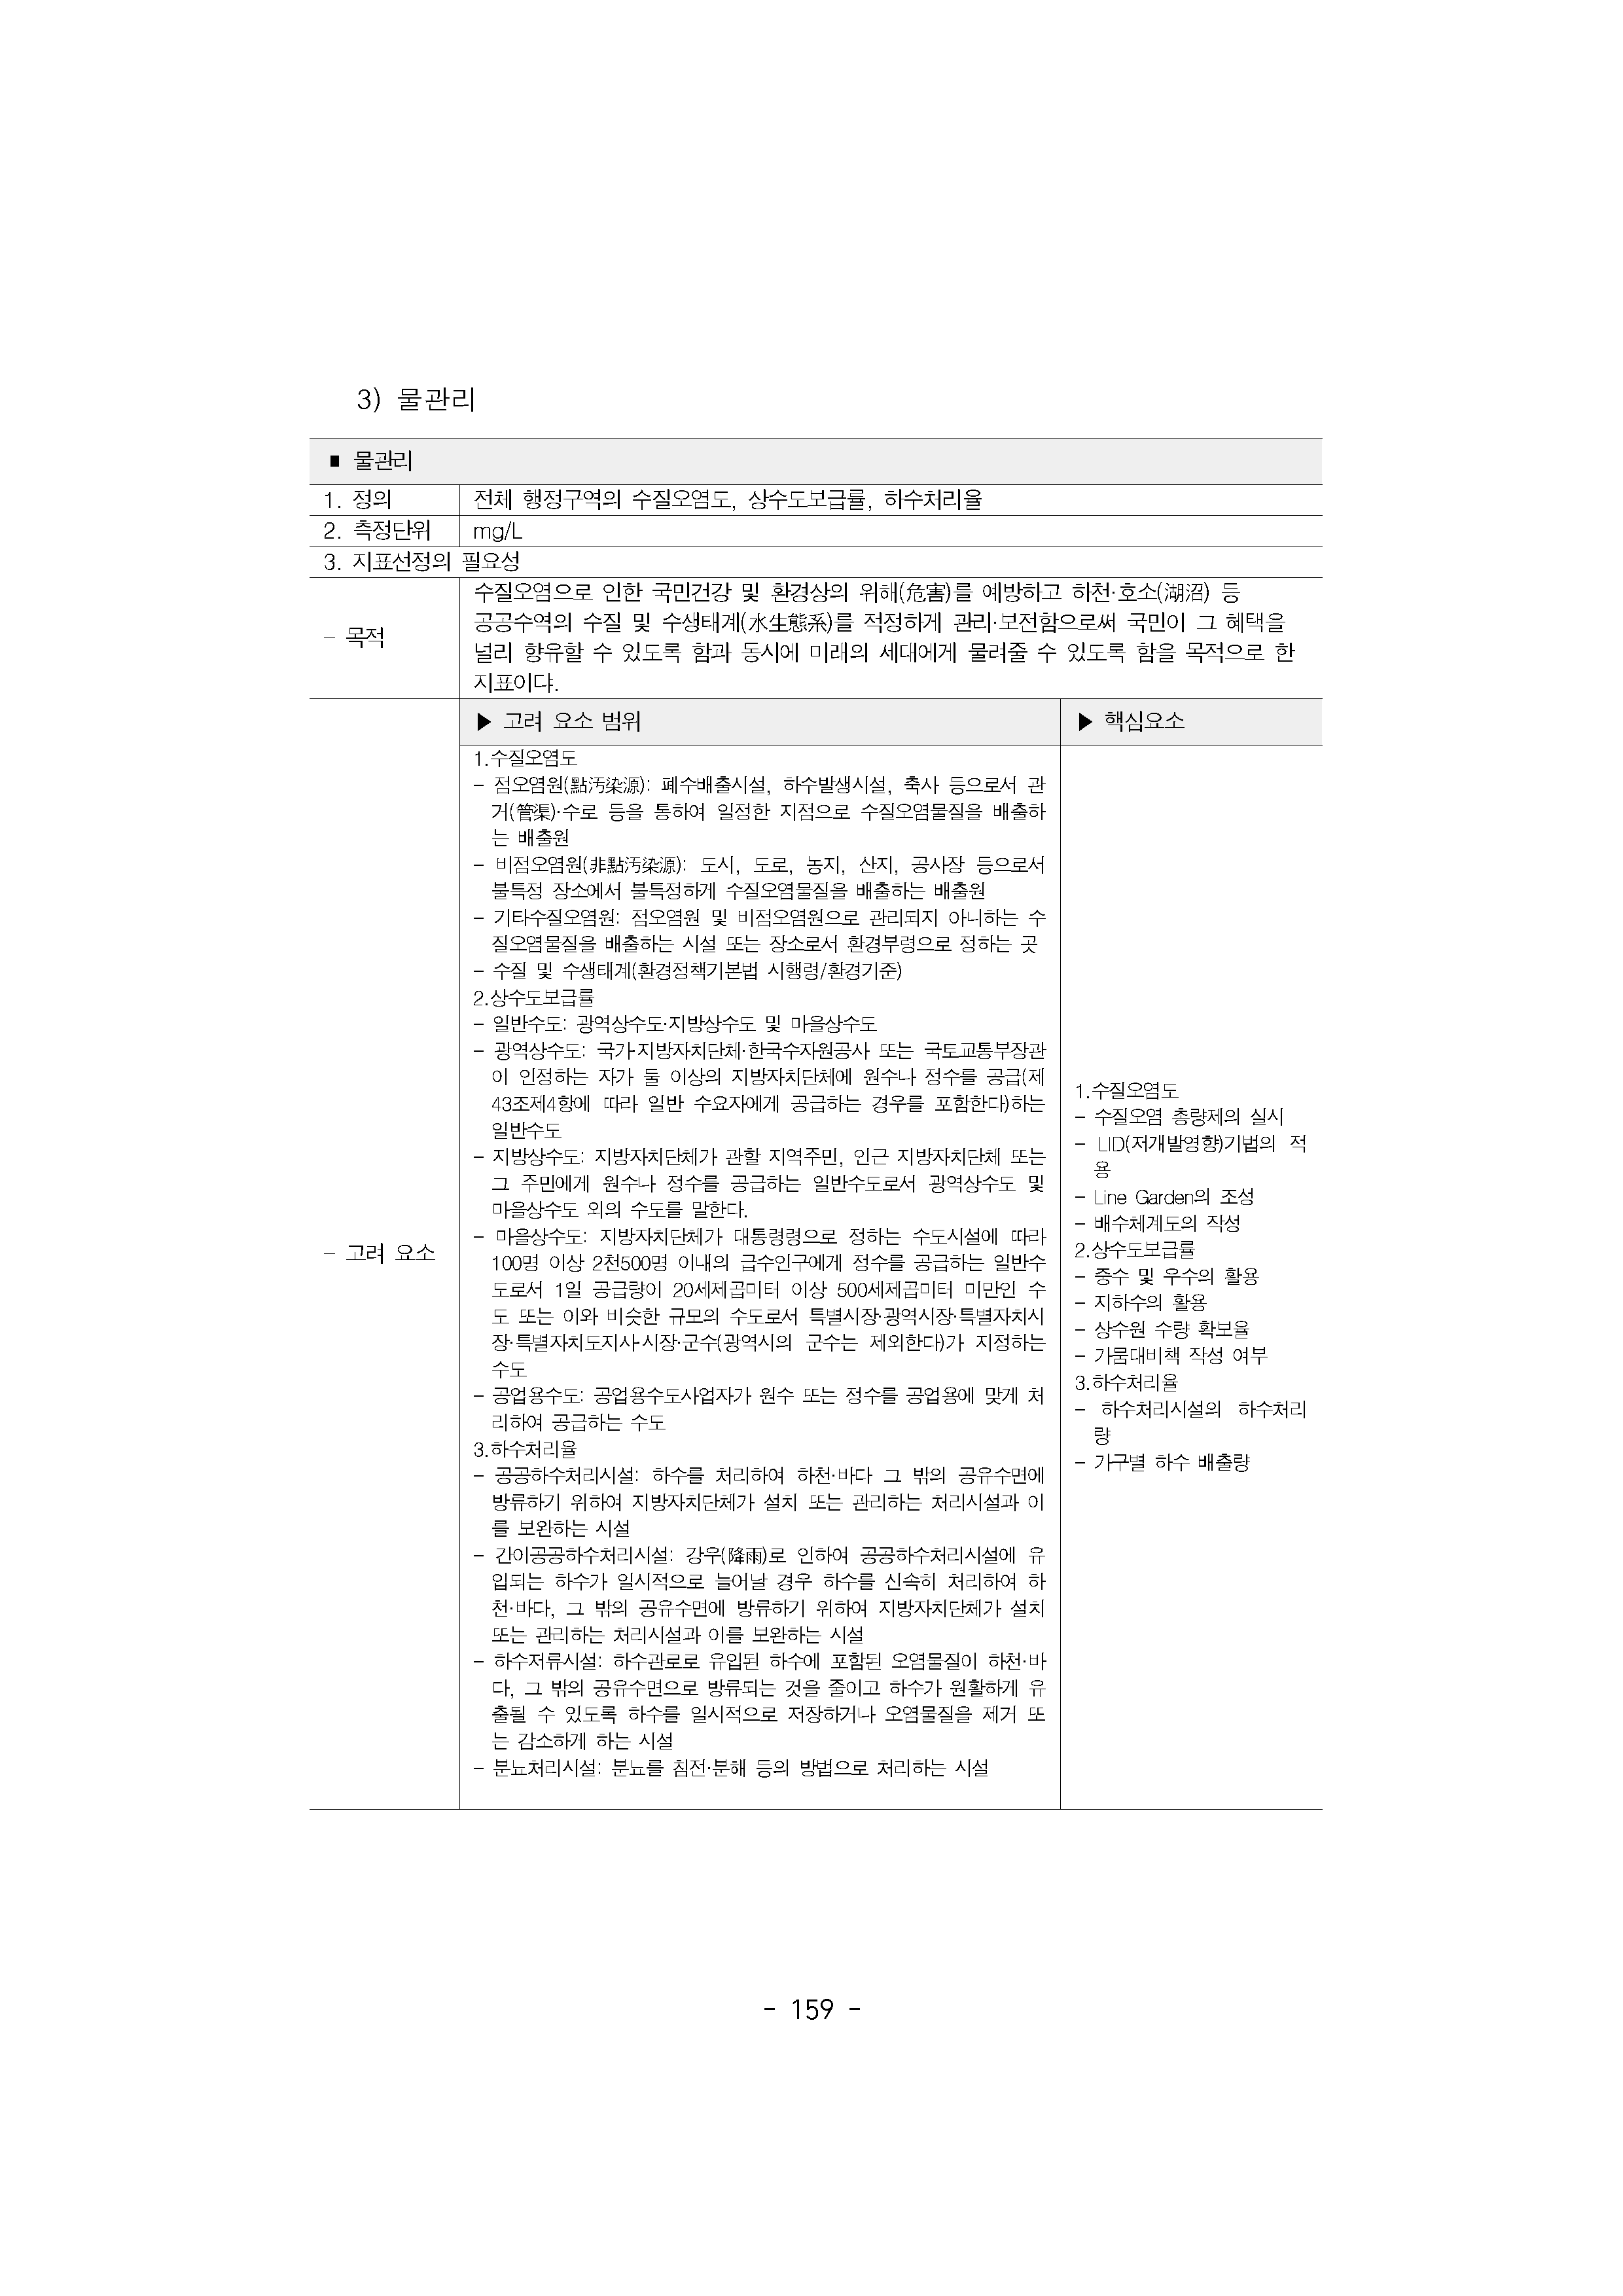 3) 물관리
■ 물관리
1. 정의 전체 행정구역의 수질오염도, 상수도보급률, 하수처리율
2. 측정단위 mg/L
3. 지표선정의 필요성
- 목적
수질오염으로 인한 국민건강 및 환경상의 위해(危害)를 예방하고 하천·호소(湖沼) 등
공공수역의 수질 및 수생태계(水生態系)를 적정하게 관리·보전함으로써 국민이 그 혜택을
널리 향유할 수 있도록 함과 동시에 미래의 세대에게 물려줄 수 있도록 함을 목적으로 한
지표이댜.
- 고려 요소
▶ 고려 요소 범위
1.수질오염도
- 점오염원(點汚染源): 폐수배출시설, 하수발생시설, 축사 등으로서 관
거(管渠)·수로 등을 통하여 일정한 지점으로 수질오염물질을 배출하
는 배출원
- 비점오염원(非點汚染源): 도시, 도로, 농지, 산지, 공사장 등으로서
불특정 장소에서 불특정하게 수질오염물질을 배출하는 배출원
- 기타수질오염원: 점오염원 및 비점오염원으로 관리되지 아니하는 수
질오염물질을 배출하는 시설 또는 장소로서 환경부령으로 정하는 곳
- 수질 및 수생태계(환경정책기본법 시행령/환경기준)
2.상수도보급률
- 일반수도: 광역상수도·지방상수도 및 마을상수도
- 광역상수도: 국가·지방자치단체·한국수자원공사 또는 국토교통부장관
이 인정하는 자가 둘 이상의 지방자치단체에 원수나 정수를 공급(제
43조제4항에 따라 일반 수요자에게 공급하는 경우를 포함한다)하는
일반수도
- 지방상수도: 지방자치단체가 관할 지역주민, 인근 지방자치단체 또는
그 주민에게 원수나 정수를 공급하는 일반수도로서 광역상수도 및
마을상수도 외의 수도를 말한다.
- 마을상수도: 지방자치단체가 대통령령으로 정하는 수도시설에 따라
100명 이상 2천500명 이내의 급수인구에게 정수를 공급하는 일반수
도로서 1일 공급량이 20세제곱미터 이상 500세제곱미터 미만인 수
도 또는 이와 비슷한 규모의 수도로서 특별시장·광역시장·특별자치시
장·특별자치도지사·시장·군수(광역시의 군수는 제외한다)가 지정하는
수도
- 공업용수도: 공업용수도사업자가 원수 또는 정수를 공업용에 맞게 처
리하여 공급하는 수도
3.하수처리율
- 공공하수처리시설: 하수를 처리하여 하천·바다 그 밖의 공유수면에
방류하기 위하여 지방자치단체가 설치 또는 관리하는 처리시설과 이
를 보완하는 시설
- 간이공공하수처리시설: 강우(降雨)로 인하여 공공하수처리시설에 유
입되는 하수가 일시적으로 늘어날 경우 하수를 신속히 처리하여 하
천·바다, 그 밖의 공유수면에 방류하기 위하여 지방자치단체가 설치
또는 관리하는 처리시설과 이를 보완하는 시설
- 하수저류시설: 하수관로로 유입된 하수에 포함된 오염물질이 하천·바
다, 그 밖의 공유수면으로 방류되는 것을 줄이고 하수가 원활하게 유
출될 수 있도록 하수를 일시적으로 저장하거나 오염물질을 제거 또
는 감소하게 하는 시설
- 분뇨처리시설: 분뇨를 침전·분해 등의 방법으로 처리하는 시설
▶ 핵심요소
1.수질오염도
- 수질오염 총량제의 실시
- LID(저개발영향)기법의 적
용
- Line Garden의 조성
- 배수체계도의 작성
2.상수도보급률
- 중수 및 우수의 활용
- 지하수의 활용
- 상수원 수량 확보율
- 가뭄대비책 작성 여부
3.하수처리율
- 하수처리시설의 하수처리
량
- 가구별 하수 배출량
- 159 -